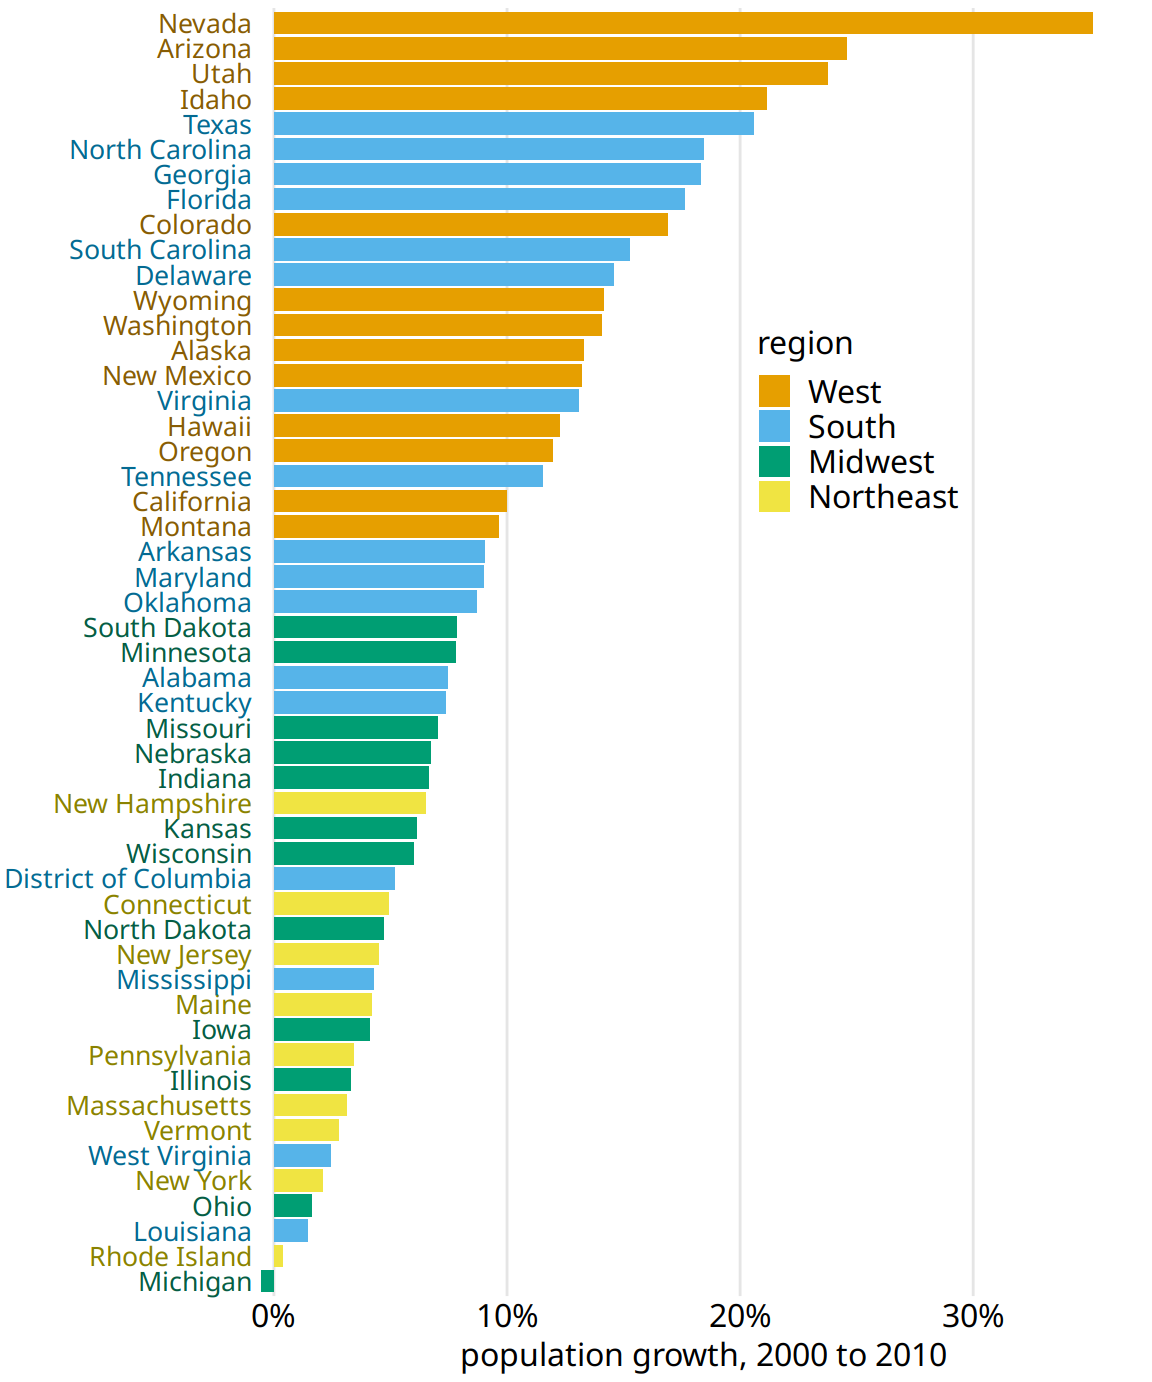 Nevada
Arizona
Utah
Idaho
Texas
North Carolina
Georgia
Florida
Colorado
South Carolina
Delaware
Wyoming
Washington
Alaska
New Mexico
Virginia
Hawaii
Oregon
Tennessee
California
Montana
Arkansas
Maryland
Oklahoma
South Dakota
Minnesota
Alabama
Kentucky
Missouri
Nebraska
Indiana
New Hampshire
Kansas
Wisconsin
District of Columbia
Connecticut
North Dakota
New Jersey
Mississippi
Maine
Iowa
Pennsylvania
Illinois
Massachusetts
Vermont
West Virginia
New York
Ohio
Louisiana
Rhode Island
Michigan
region
West
South
Midwest
Northeast
0% 10% 20% 30%
population growth, 2000 to 2010